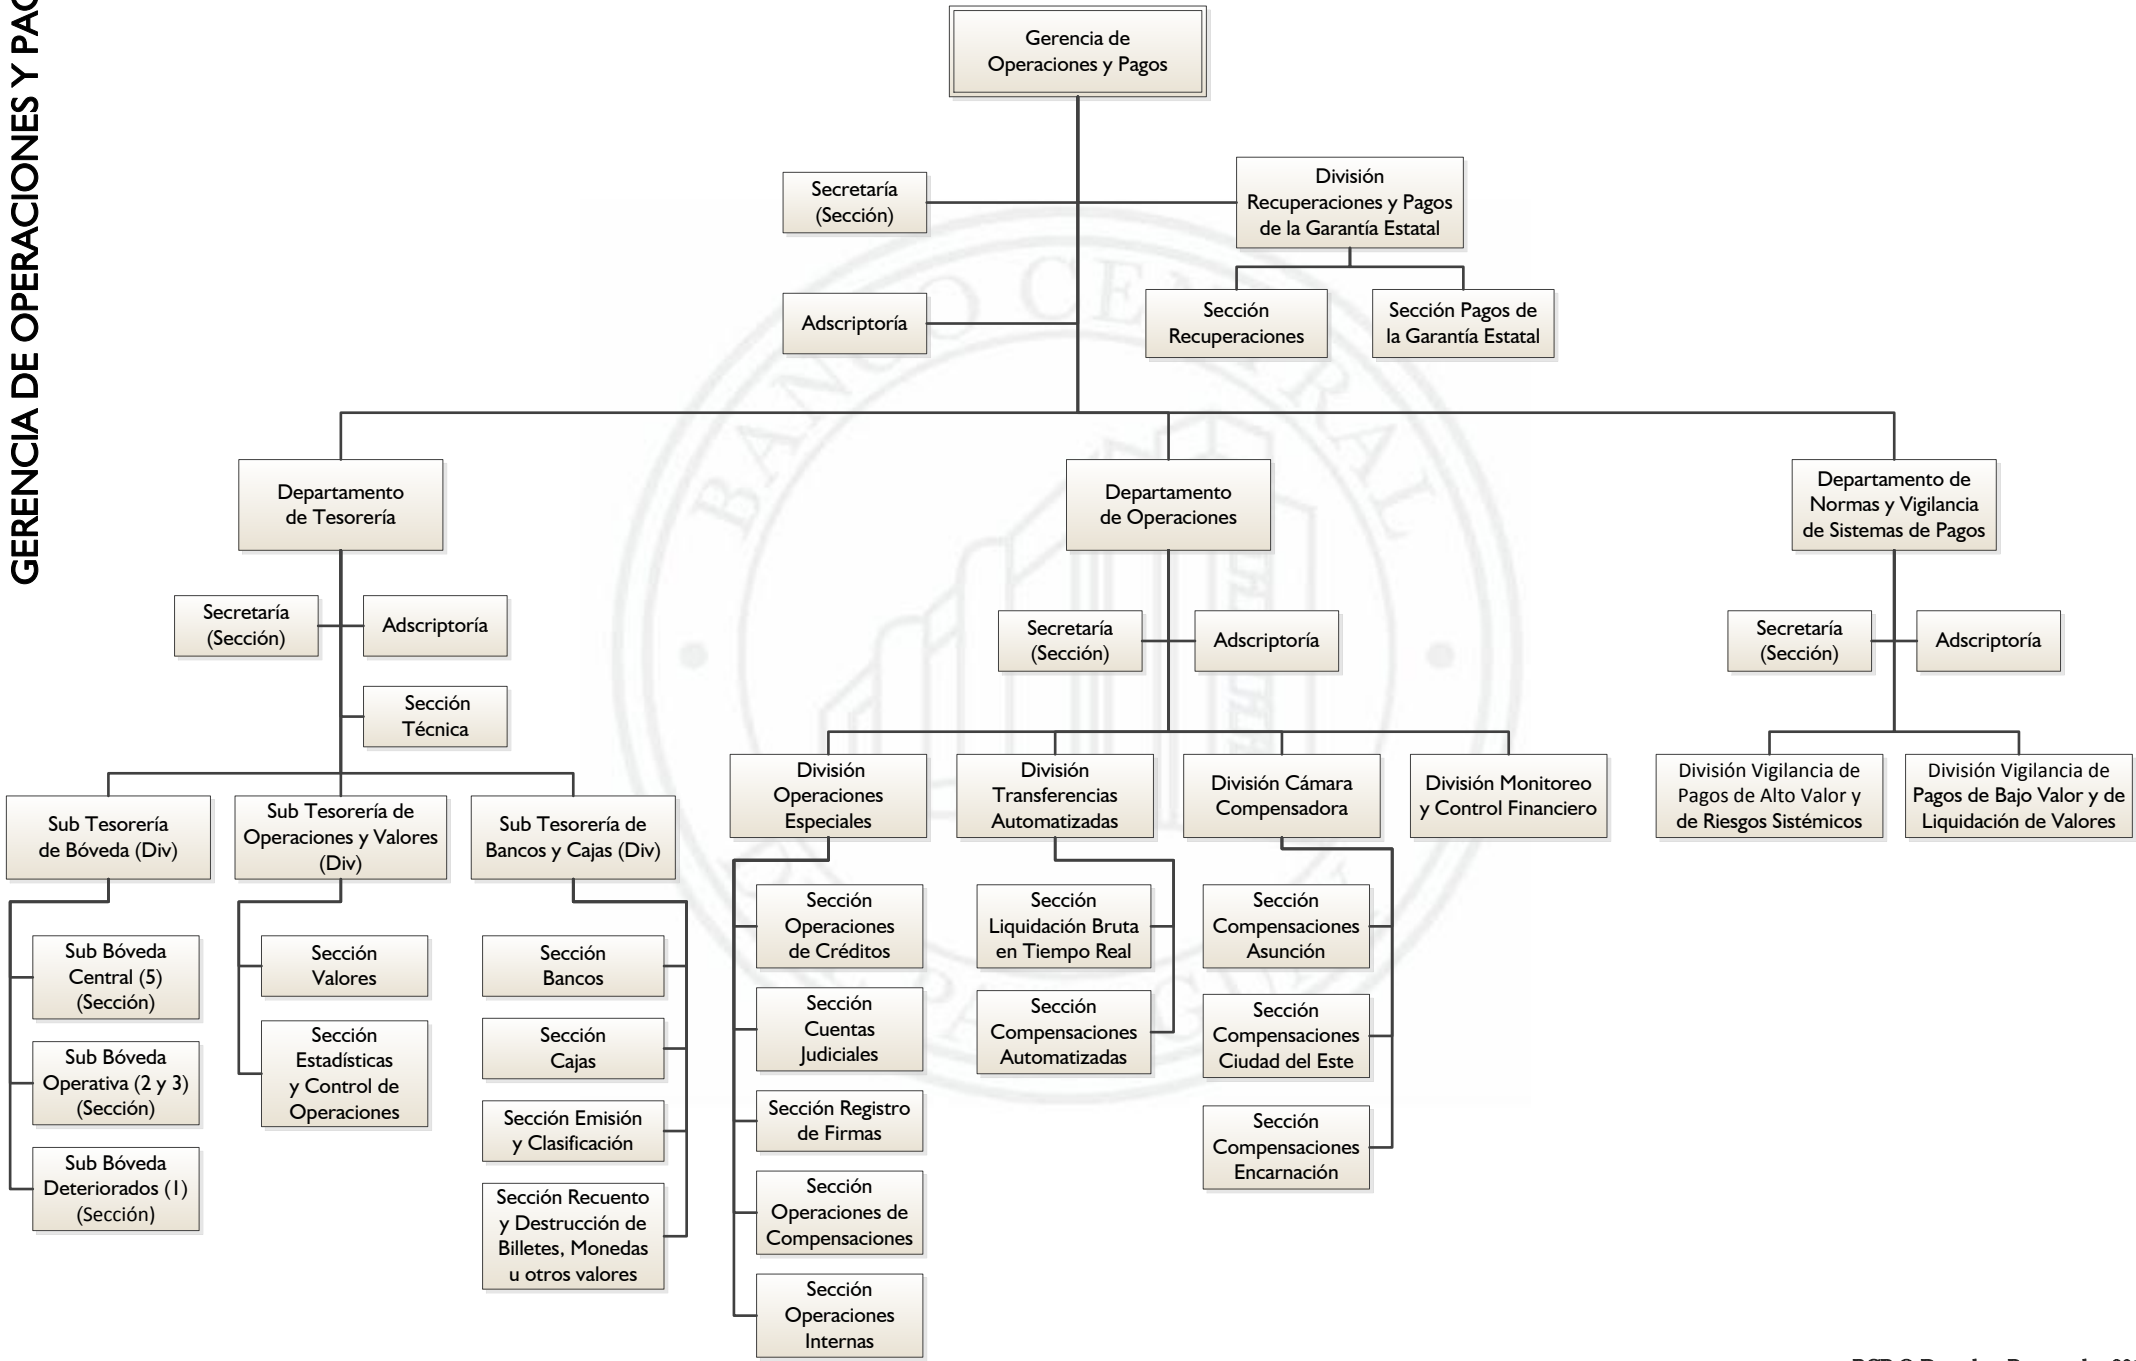 GERENCIA DE OPERACIONES Y
Gerencia de
Operaciones y Pagos
Secretaría
(Sección)
División
Recuperaciones y Pagos
de la Garantía Estatal
Adscriptoría
Sección
Recuperaciones
Sección Pagos de
la Garantía Estatal
Departamento
de Tesorería
Departamento
de Operaciones
Departamento de
Normas y Vigilancia
de Sistemas de Pagos
Secretaría
(Sección)
Adscriptoría
Sección
Técnica
Secretaría
(Sección)
Adscriptoría
Secretaría
(Sección)
Adscriptoría
Sub Tesorería
de Bóveda (Div)
Sub Tesorería de
Operaciones y Valores
(Div)
Sub Tesorería de
Bancos y Cajas (Div)
División
Operaciones
Especiales
División
Transferencias
Automatizadas
División Cámara
Compensadora
División Monitoreo
y Control Financiero
División Vigilancia de
Pagos de Alto Valor y
de Riesgos Sistémicos
División Vigilancia de
Pagos de Bajo Valor y de
Liquidación de Valores
Sub Bóveda
Central (5)
(Sección)
Sub Bóveda
Operativa (2 y 3)
(Sección)
Sub Bóveda
Deteriorados (1)
(Sección)
Sección
Valores
Sección
Estadísticas
y Control de
Operaciones
Sección
Bancos
Sección
Cajas
Sección Emisión
y Clasificación
Sección Recuento
y Destrucción de
Billetes, Monedas
u otros valores
Sección
Operaciones
de Créditos
Sección
Cuentas
Judiciales
Sección Registro
de Firmas
Sección
Operaciones de
Compensaciones
Sección
Operaciones
Internas
Sección
Liquidación Bruta
en Tiempo Real
Sección
Compensaciones
Automatizadas
Sección
Compensaciones
Asunción
Sección
Compensaciones
Ciudad del Este
Sección
Compensaciones
Encarnación
BANCO CENTRAL